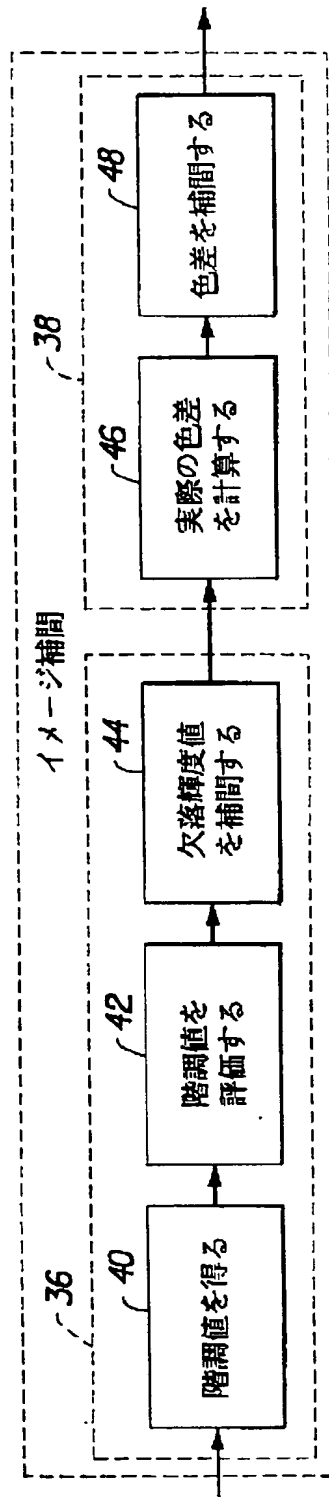 イメージ補間
36
40
階調値を得る
42
階調値を
評価する
44
欠落輝度値
を補間する
38
46
実際の色差
を計算する
48
色差を補間する